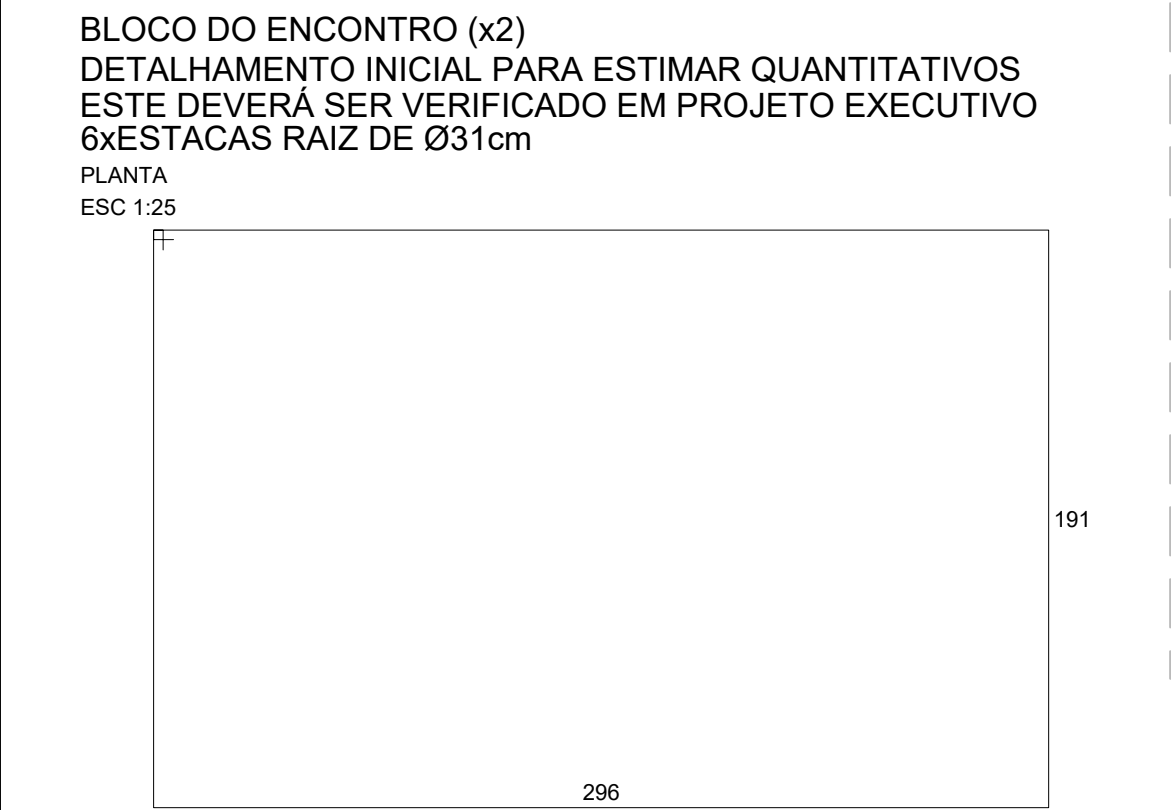 BLOCO DO ENCONTRO (x2)
DETALHAMENTO INICIAL PARA ESTIMAR QUANTITATIVOS
ESTE DEVERÁ SER VERIFICADO EM PROJETO EXECUTIVO
6xESTACAS RAIZ DE Ø31cm
PLANTA
ESC 1:25
191
296